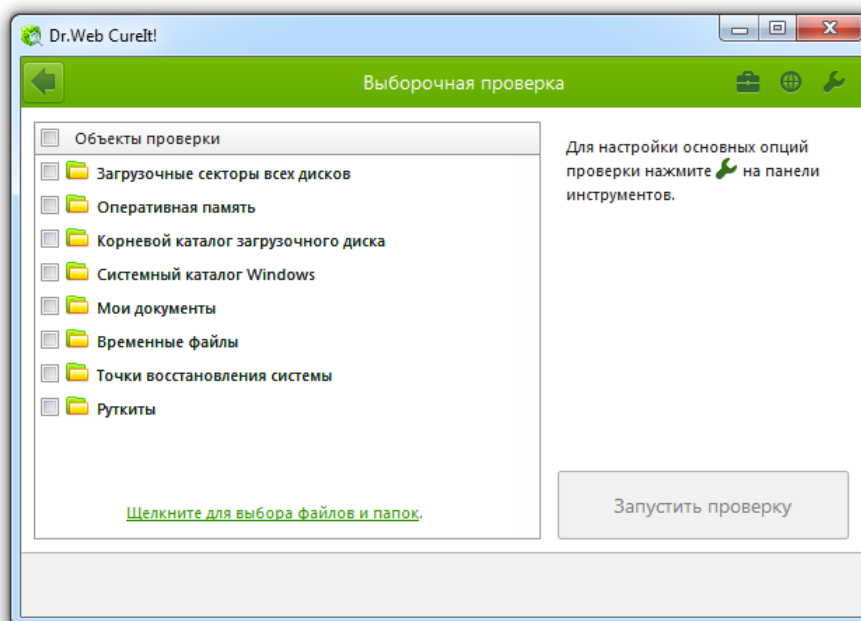 Dr.Web CureIt!
Выборочная проверка
Объекты проверки
Загрузочные секторы всех дисков
Оперативная память
Корневой каталог загрузочного диска
Системный каталог Windows
Мои документы
Временные файлы
Точки восстановления системы
Руткиты
Щелкните для выбора файлов и папок.
Для настройки основных опций
проверки нажмите на панели
инструментов.
Запустить проверку